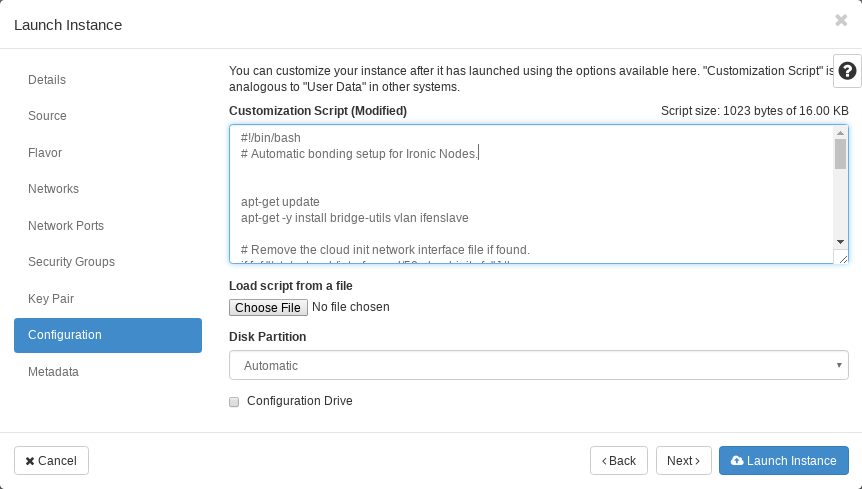 Launch Instance
Details
Source
Flavor
Networks
Network Ports
Security Groups
Key Pair
Configuration
Metadata
You can customize your instance after it has launched using the options available here. "Customization Script" is
analogous to "User Data" in other systems.
Customization Script (Modified)
Script size: 1023 bytes of 16.00 KB
#!/bin/bash
# Automatic bonding setup for Ironic Nodes.
apt-get update
apt-get -y install bridge-utils vlan ifenslave
# Remove the cloud init network interface file if found.
Load script from a file
Choose File No file chosen
Disk Partition
Automatic
Configuration Drive
Cancel
Back
Next
Launch Instance